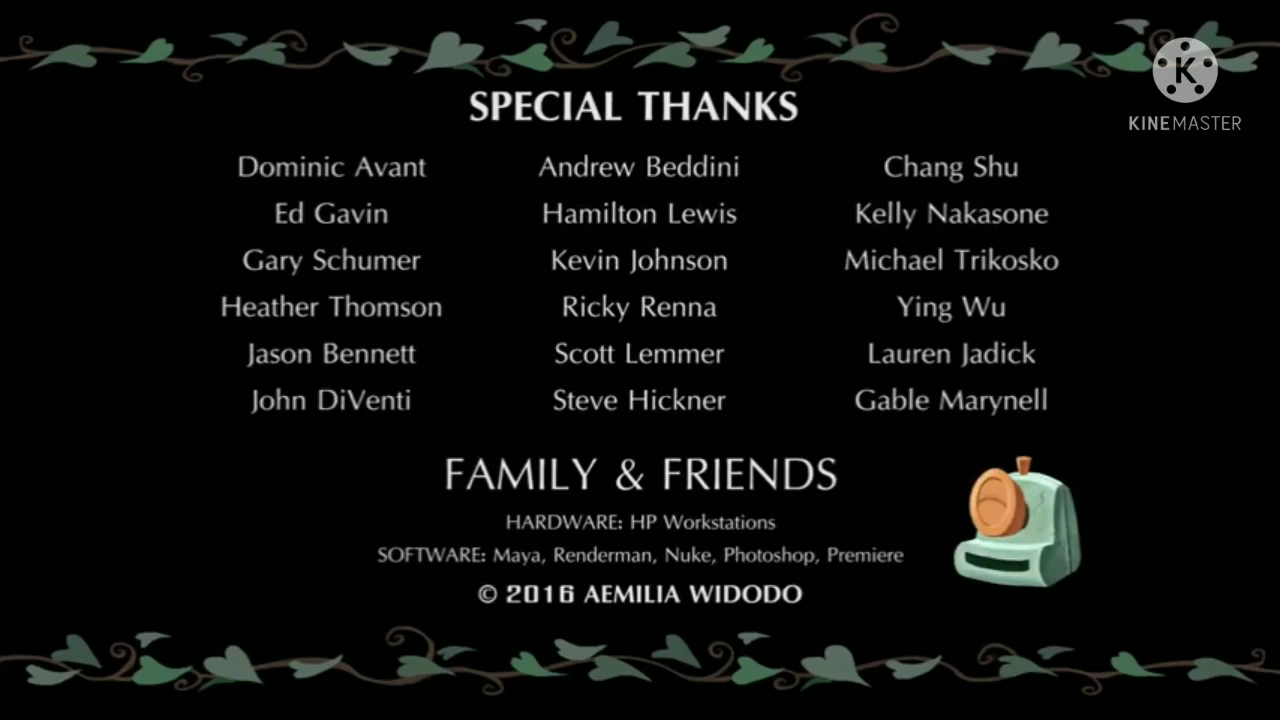 K
KINEMASTER
SPECIAL THANKS
Dominic Avant Andrew Beddini Chang Shu
Ed Gavin Hamilton Lewis Kelly Nakasone
Gary Schumer Kevin Johnson Michael Trikosko
Heather Thomson Ricky Renna Ying Wu
Jason Bennett Scott Lemmer Lauren Jadick
John DiVenti Steve Hickner Gable Marynell
FAMILY & FRIENDS
HARDWARE: HP Workstations
SOFTWARE: Maya, Renderman, Nuke, Photoshop, Premiere
© 2016 AEMILIA WIDODO